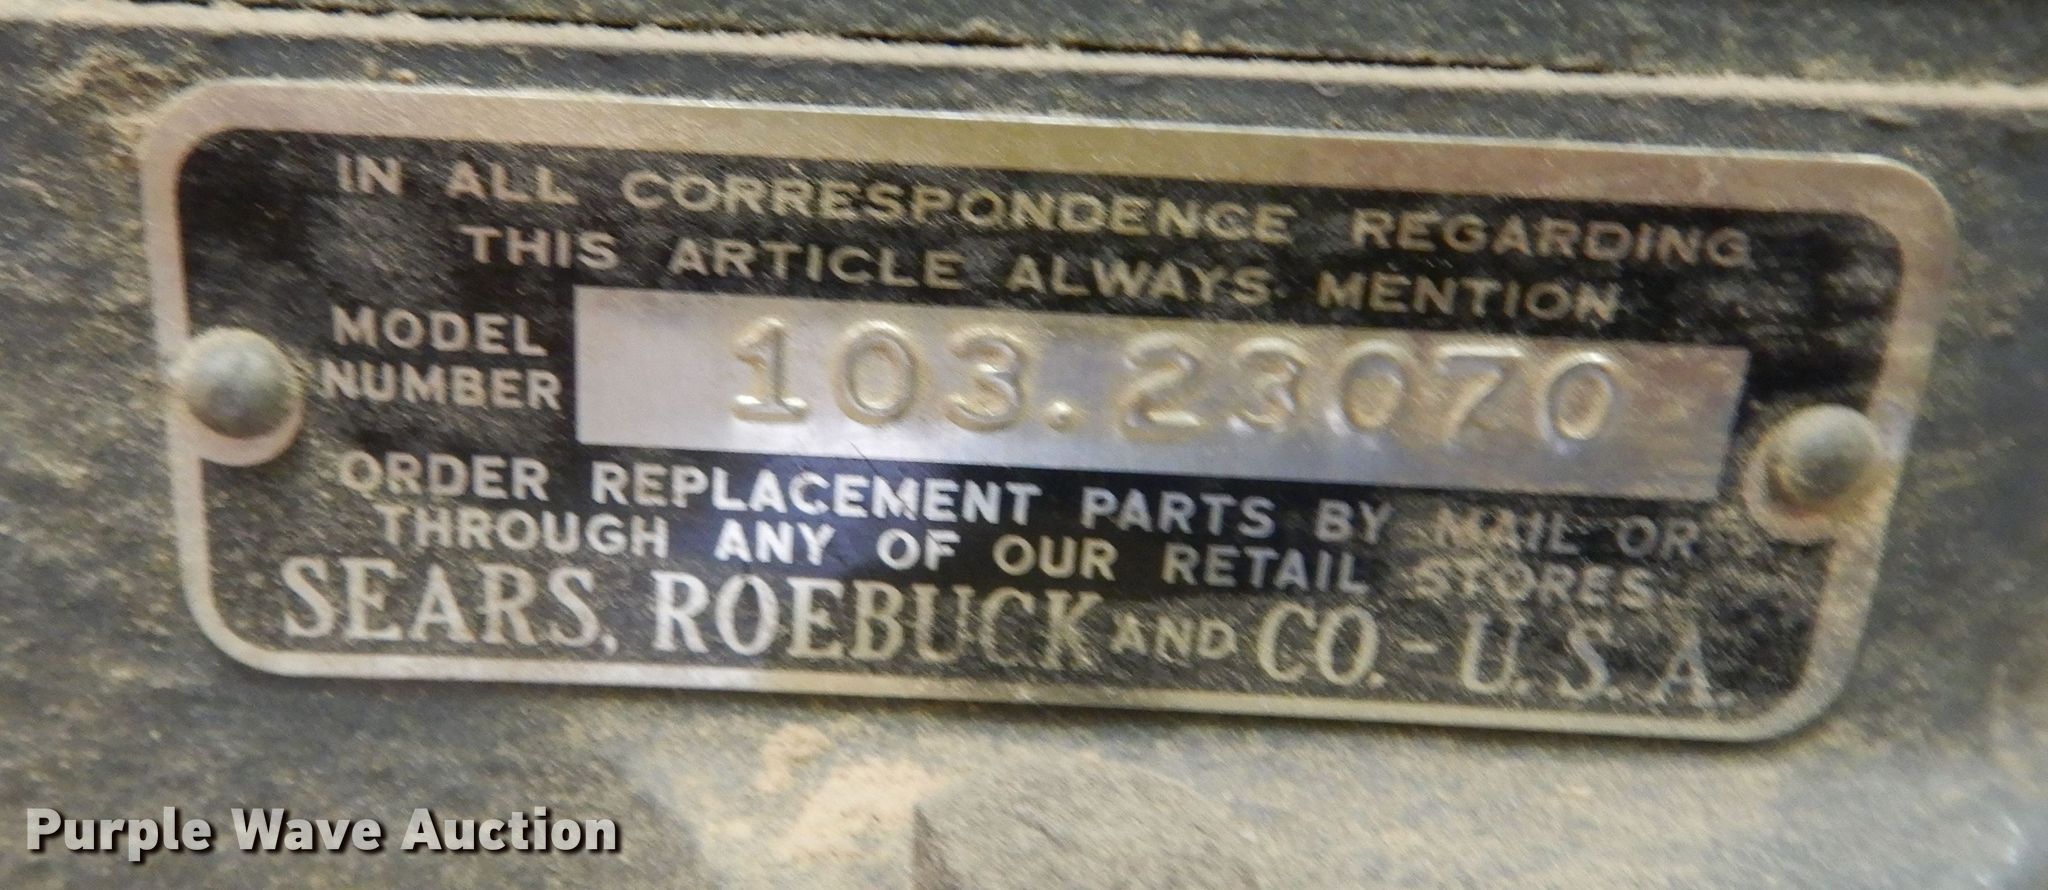 IN ALL CORRESPONDENCE REGARDING
THIS ARTICLE ALWAYS MENTION
MODEL
NUMBER
103.23070
ORDER REPLACEMENT PARTS BY MAIL OR
THROUGH ANY OF OUR RETAIL STORES
SEARS, ROEBUCK AND CO.-U.S.A.
Purple Wave Auction